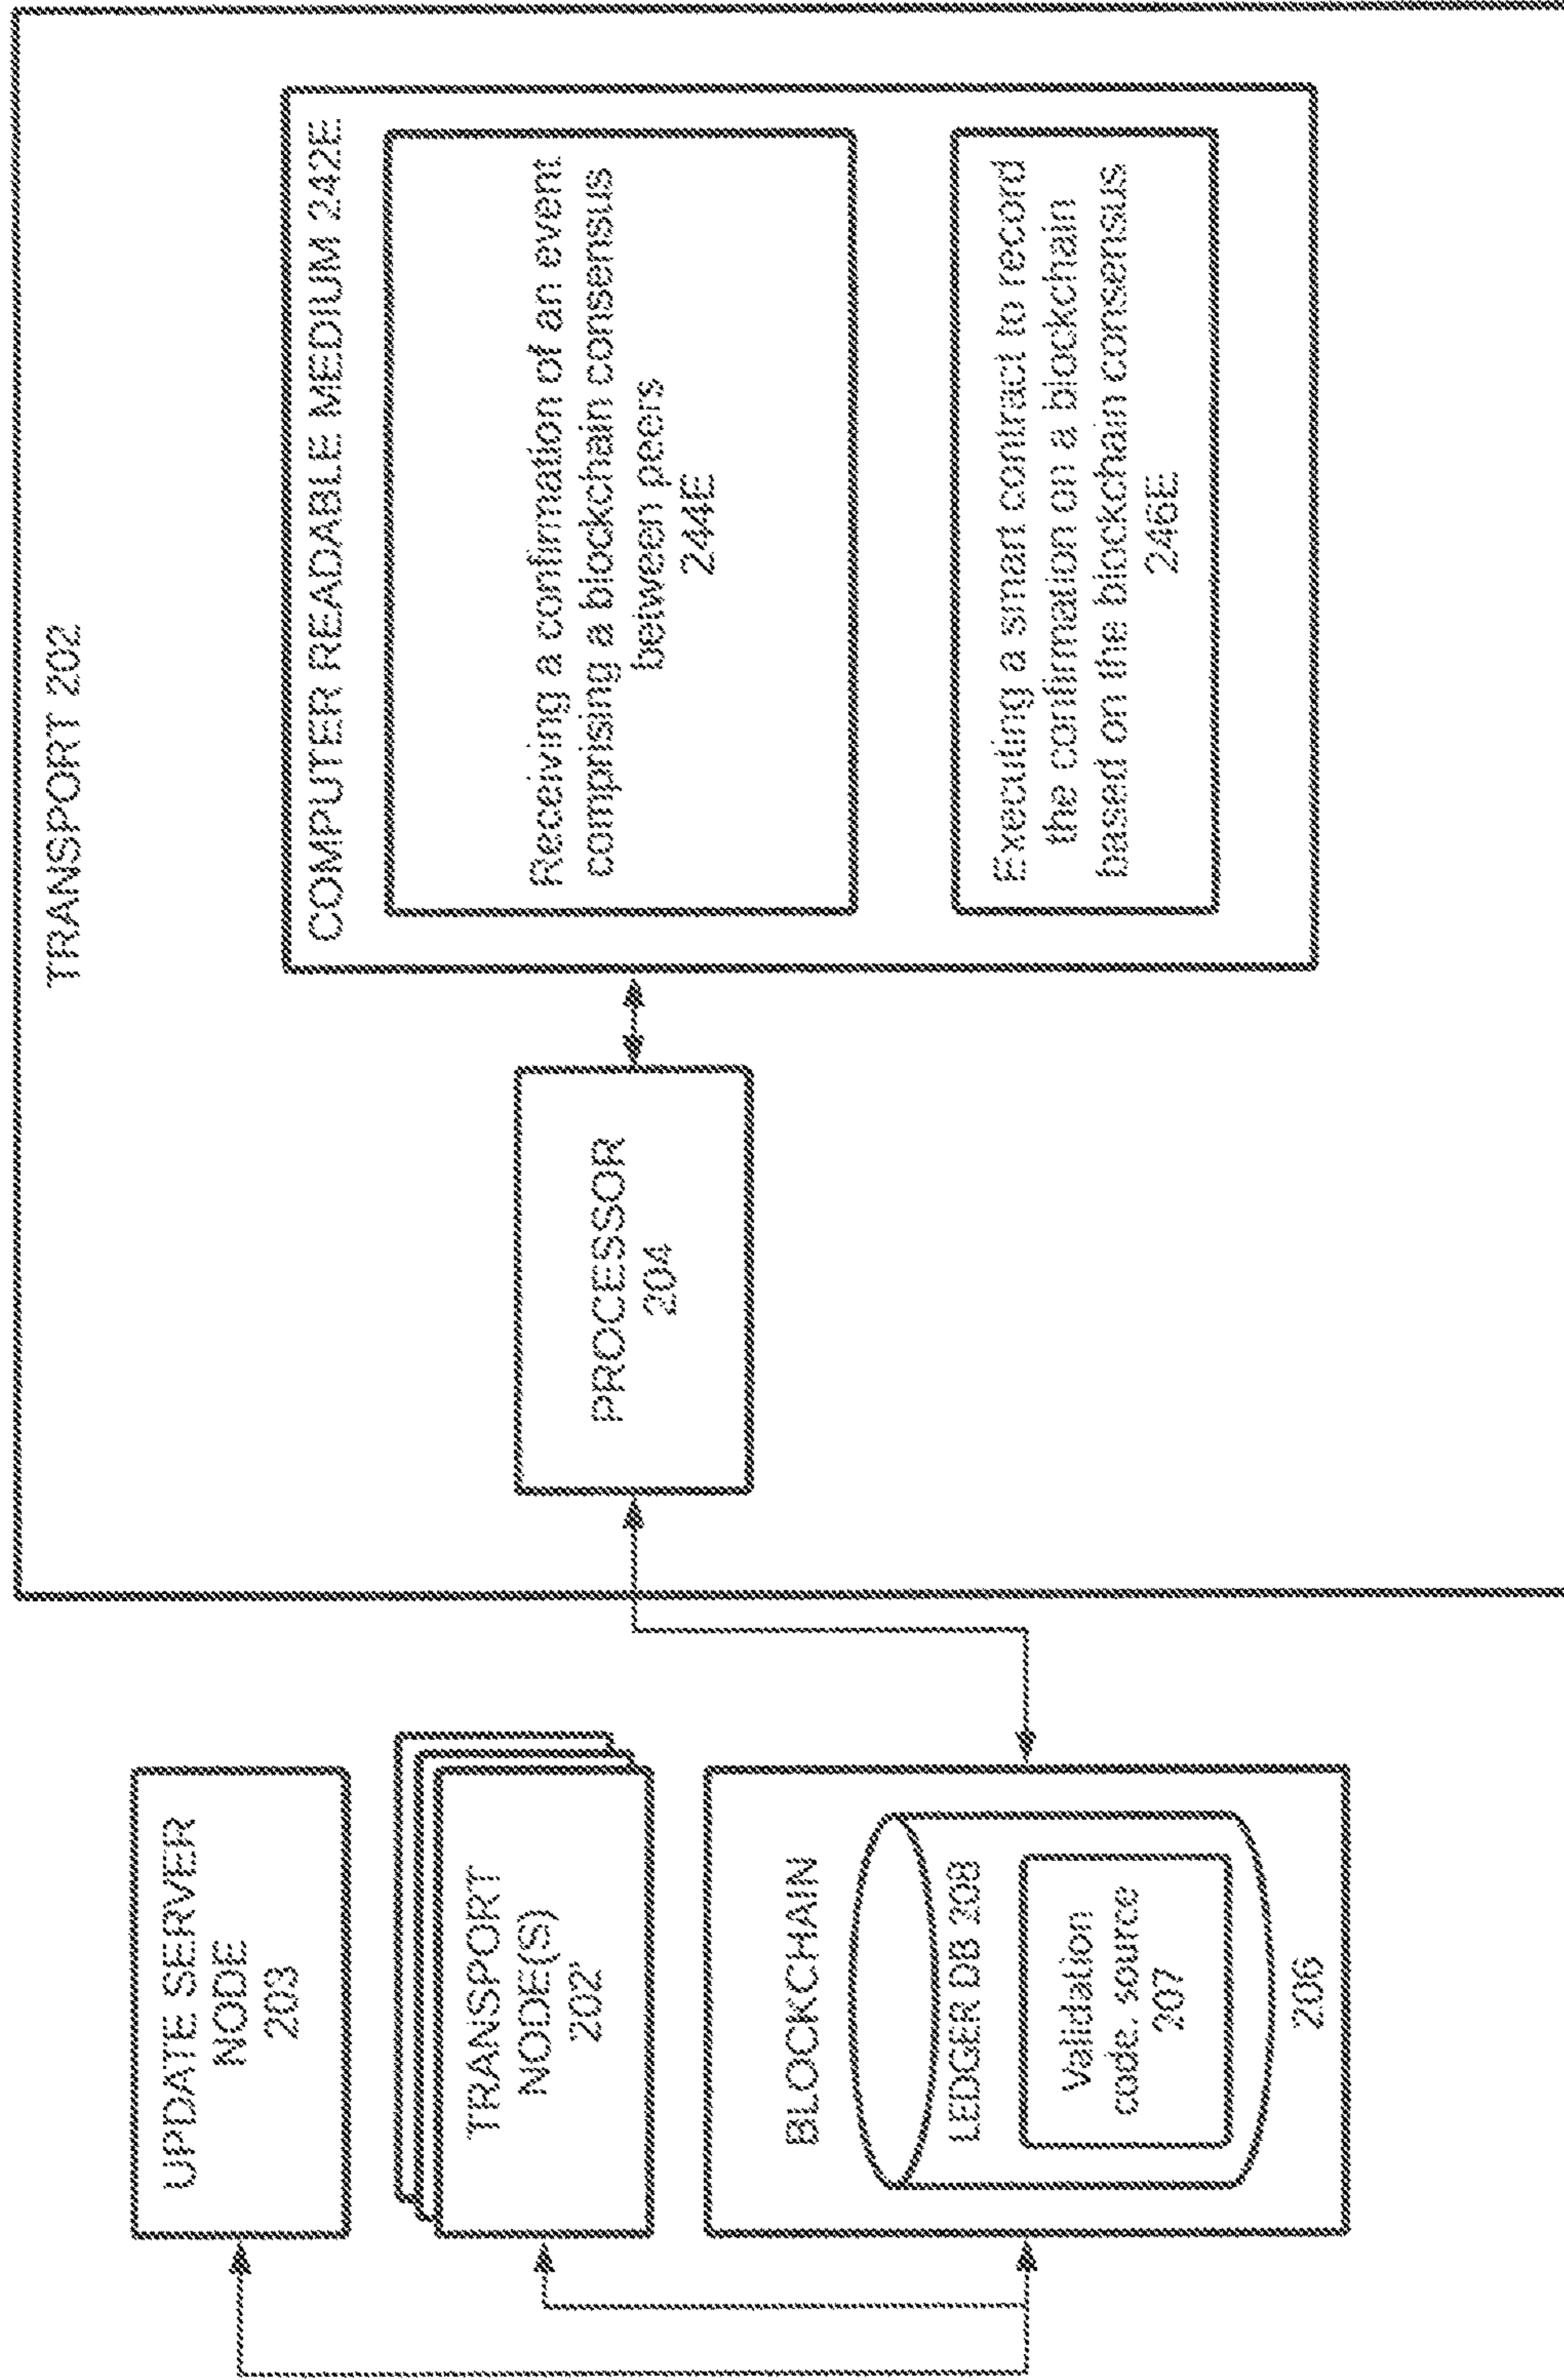 UPDATE SERVER
NODE
203
TRANSPORT
NODE(S)
202'
BLOCKCHAIN
LEDGER DB 208
Validation
code, source
207
206
TRANSPORT 202
PROCESSOR
204
COMPUTER READABLE MEDIUM 242E
Receiving a confirmation of an event
comprising a blockchain consensus
between peers
244E
Executing a smart contract to record
the confirmation on a blockchain
based on the blockchain consensus
246E